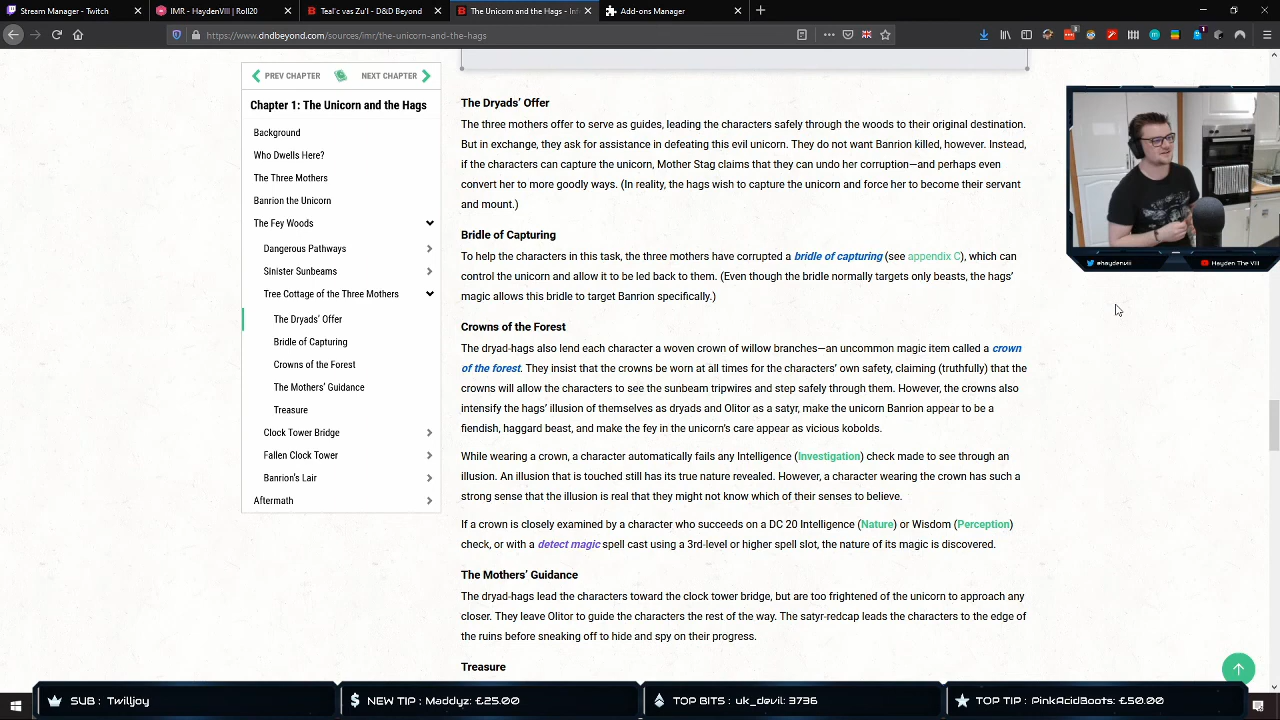 Stream Manager - Twitch
IMR - HaydenVIII | Roll20
Teal'c vas Zu'l - D&D Beyond
The Unicorn and the Hags - Inf
Add-ons Manager
https://www.dndbeyond.com/sources/imr/the-unicorn-and-the-hags
PREV CHAPTER
NEXT CHAPTER
Chapter 1: The Unicorn and the Hags
Background
Who Dwells Here?
The Three Mothers
Banrion the Unicorn
The Fey Woods
Dangerous Pathways
Sinister Sunbeams
Tree Cottage of the Three Mothers
The Dryads' Offer
Bridle of Capturing
Crowns of the Forest
The Mothers' Guidance
Treasure
Clock Tower Bridge
Fallen Clock Tower
Banrion's Lair
Aftermath
The Dryads' Offer
The three mothers offer to serve as guides, leading the characters safely through the woods to their original destination.
But in exchange, they ask for assistance in defeating this evil unicorn. They do not want Banrion killed, however. Instead,
if the characters can capture the unicorn, Mother Stag claims that they can undo her corruption—and perhaps even
convert her to more goodly ways. (In reality, the hags wish to capture the unicorn and force her to become their servant
and mount.)
Bridle of Capturing
To help the characters in this task, the three mothers have corrupted a bridle of capturing (see appendix C), which can
control the unicorn and allow it to be led back to them. (Even though the bridle normally targets only beasts, the hags'
magic allows this bridle to target Banrion specifically.)
Crowns of the Forest
The dryad-hags also lend each character a woven crown of willow branches—an uncommon magic item called a crown
of the forest. They insist that the crowns be worn at all times for the characters' own safety, claiming (truthfully) that the
crowns will allow the characters to see the sunbeam tripwires and step safely through them. However, the crowns also
intensify the hags' illusion of themselves as dryads and Olitor as a satyr, make the unicorn Banrion appear to be a
fiendish, haggard beast, and make the fey in the unicorn's care appear as vicious kobolds.
While wearing a crown, a character automatically fails any Intelligence (Investigation) check made to see through an
illusion. An illusion that is touched still has its true nature revealed. However, a character wearing the crown has such a
strong sense that the illusion is real that they might not know which of their senses to believe.
If a crown is closely examined by a character who succeeds on a DC 20 Intelligence (Nature) or Wisdom (Perception)
check, or with a detect magic spell cast using a 3rd-level or higher spell slot, the nature of its magic is discovered.
The Mothers' Guidance
The dryad-hags lead the characters toward the clock tower bridge, but are too frightened of the unicorn to approach any
closer. They leave Olitor to guide the characters the rest of the way. The satyr-redcap leads the characters to the edge of
the ruins before sneaking off to hide and spy on their progress.
Treasure
@haydenviii
Hayden The VIII
SUB : Twilljoy
NEW TIP : Maddyz: £25.00
TOP BITS : uk_devil: 3736
TOP TIP : PinkAcidBoots: £50.00